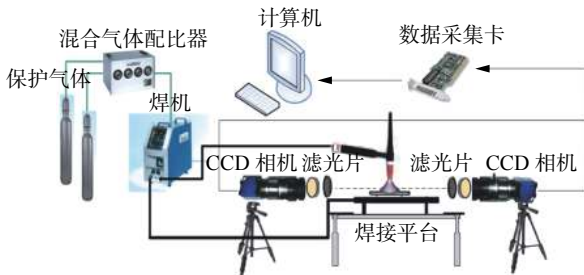 计算机
混合气体配比器
数据采集卡
保护气体
焊机
CCD 相机
滤光片
滤光片
CCD 相机
焊接平台